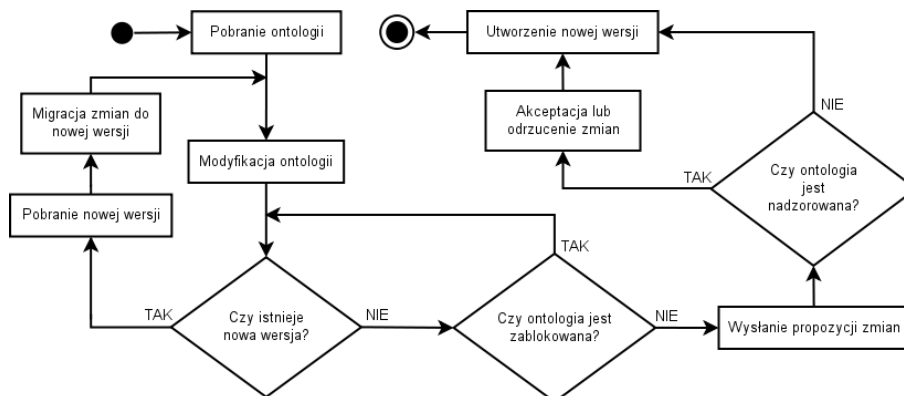 Pobranie ontologii
Utworzenie nowej wersji
Migracja zmian do
nowej wersji
Akceptacja lub
odrzucenie zmian
NIE
Modyfikacja ontologii
TAK
Czy ontologia
jest
nadzorowana?
Pobranie nowej wersji
TAK
TAK
Czy istnieje
nowa wersja?
NIE
Czy ontologia jest
zablokowana?
NIE
Wysłanie propozycji zmian